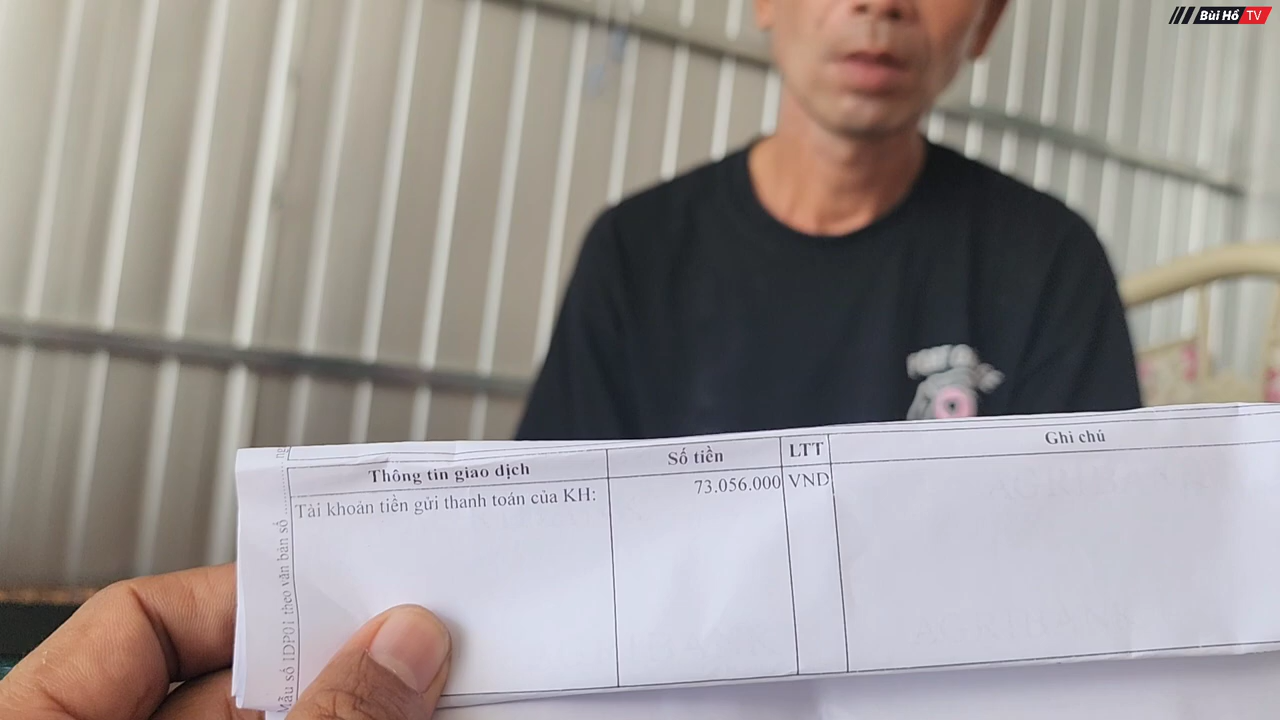 Bùi Hồ TV
Thông tin giao dịch Số tiền LTT Ghi chú
Tài khoản tiền gửi thanh toán của KH: 73.056.000 VND
Mẫu số IDP01 theo văn bản số